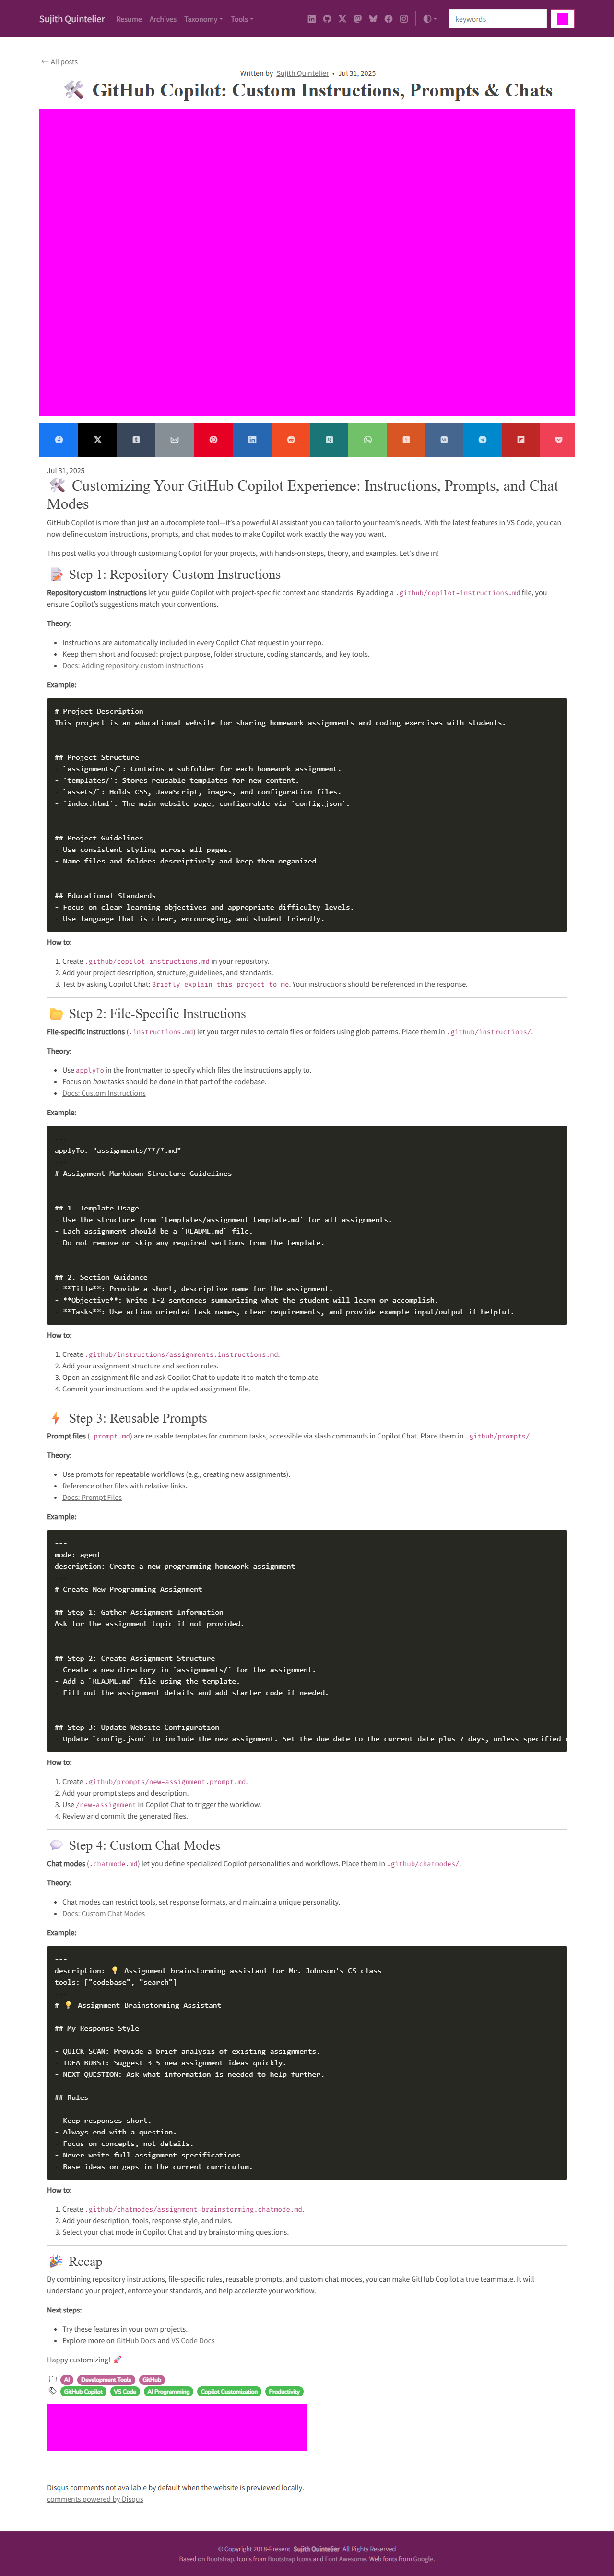 Sujith Quintelier Resume Archives Taxonomy Tools keywords
All posts
Written by Sujith Quintelier • Jul 31, 2025
🛠️ GitHub Copilot: Custom Instructions, Prompts & Chats
Jul 31, 2025
🛠️ Customizing Your GitHub Copilot Experience: Instructions, Prompts, and Chat
Modes
GitHub Copilot is more than just an autocomplete tool—it's a powerful AI assistant you can tailor to your team's needs. With the latest features in VS Code, you can
now define custom instructions, prompts, and chat modes to make Copilot work exactly the way you want.
This post walks you through customizing Copilot for your projects, with hands-on steps, theory, and examples. Let's dive in!
📝 Step 1: Repository Custom Instructions
Repository custom instructions let you guide Copilot with project-specific context and standards. By adding a .github/copilot-instructions.md file, you
ensure Copilot's suggestions match your conventions.
Theory:
• Instructions are automatically included in every Copilot Chat request in your repo.
• Keep them short and focused: project purpose, folder structure, coding standards, and key tools.
• Docs: Adding repository custom instructions
Example:
# Project Description
This project is an educational website for sharing homework assignments and coding exercises with students.
## Project Structure
- `assignments/`: Contains a subfolder for each homework assignment.
- `templates/`: Stores reusable templates for new content.
- `assets/`: Holds CSS, JavaScript, images, and configuration files.
- `index.html`: The main website page, configurable via `config.json`.
## Project Guidelines
- Use consistent styling across all pages.
- Name files and folders descriptively and keep them organized.
## Educational Standards
- Focus on clear learning objectives and appropriate difficulty levels.
- Use language that is clear, encouraging, and student-friendly.
How to:
1. Create .github/copilot-instructions.md in your repository.
2. Add your project description, structure, guidelines, and standards.
3. Test by asking Copilot Chat: Briefly explain this project to me. Your instructions should be referenced in the response.
📂 Step 2: File-Specific Instructions
File-specific instructions (.instructions.md) let you target rules to certain files or folders using glob patterns. Place them in .github/instructions/.
Theory:
• Use applyTo in the frontmatter to specify which files the instructions apply to.
• Focus on how tasks should be done in that part of the codebase.
• Docs: Custom Instructions
Example:
---
applyTo: "assignments/**/*.md"
---
# Assignment Markdown Structure Guidelines
## 1. Template Usage
- Use the structure from `templates/assignment-template.md` for all assignments.
- Each assignment should be a `README.md` file.
- Do not remove or skip any required sections from the template.
## 2. Section Guidance
- **Title**: Provide a short, descriptive name for the assignment.
- **Objective**: Write 1-2 sentences summarizing what the student will learn or accomplish.
- **Tasks**: Use action-oriented task names, clear requirements, and provide example input/output if helpful.
How to:
1. Create .github/instructions/assignments.instructions.md.
2. Add your assignment structure and section rules.
3. Open an assignment file and ask Copilot Chat to update it to match the template.
4. Commit your instructions and the updated assignment file.
⚡ Step 3: Reusable Prompts
Prompt files (.prompt.md) are reusable templates for common tasks, accessible via slash commands in Copilot Chat. Place them in .github/prompts/.
Theory:
• Use prompts for repeatable workflows (e.g., creating new assignments).
• Reference other files with relative links.
• Docs: Prompt Files
Example:
---
mode: agent
description: Create a new programming homework assignment
---
# Create New Programming Assignment
## Step 1: Gather Assignment Information
Ask for the assignment topic if not provided.
## Step 2: Create Assignment Structure
- Create a new directory in `assignments/` for the assignment.
- Add a `README.md` file using the template.
- Fill out the assignment details and add starter code if needed.
## Step 3: Update Website Configuration
- Update `config.json` to include the new assignment. Set the due date to the current date plus 7 days, unless specified
How to:
1. Create .github/prompts/new-assignment.prompt.md.
2. Add your prompt steps and description.
3. Use /new-assignment in Copilot Chat to trigger the workflow.
4. Review and commit the generated files.
💬 Step 4: Custom Chat Modes
Chat modes (.chatmode.md) let you define specialized Copilot personalities and workflows. Place them in .github/chatmodes/.
Theory:
• Chat modes can restrict tools, set response formats, and maintain a unique personality.
• Docs: Custom Chat Modes
Example:
---
description: 💡 Assignment brainstorming assistant for Mr. Johnson's CS class
tools: ["codebase", "search"]
---
# 💡 Assignment Brainstorming Assistant
## My Response Style
- QUICK SCAN: Provide a brief analysis of existing assignments.
- IDEA BURST: Suggest 3-5 new assignment ideas quickly.
- NEXT QUESTION: Ask what information is needed to help further.
## Rules
- Keep responses short.
- Always end with a question.
- Focus on concepts, not details.
- Never write full assignment specifications.
- Base ideas on gaps in the current curriculum.
How to:
1. Create .github/chatmodes/assignment-brainstorming.chatmode.md.
2. Add your description, tools, response style, and rules.
3. Select your chat mode in Copilot Chat and try brainstorming questions.
🎉 Recap
By combining repository instructions, file-specific rules, reusable prompts, and custom chat modes, you can make GitHub Copilot a true teammate. It will
understand your project, enforce your standards, and help accelerate your workflow.
Next steps:
• Try these features in your own projects.
• Explore more on GitHub Docs and VS Code Docs
Happy customizing! 🚀
AI Development Tools GitHub
GitHub Copilot VS Code AI Programming Copilot Customization Productivity
Disqus comments not available by default when the website is previewed locally.
comments powered by Disqus
© Copyright 2018-Present Sujith Quintelier All Rights Reserved
Based on Bootstrap. Icons from Bootstrap Icons and Font Awesome. Web fonts from Google.